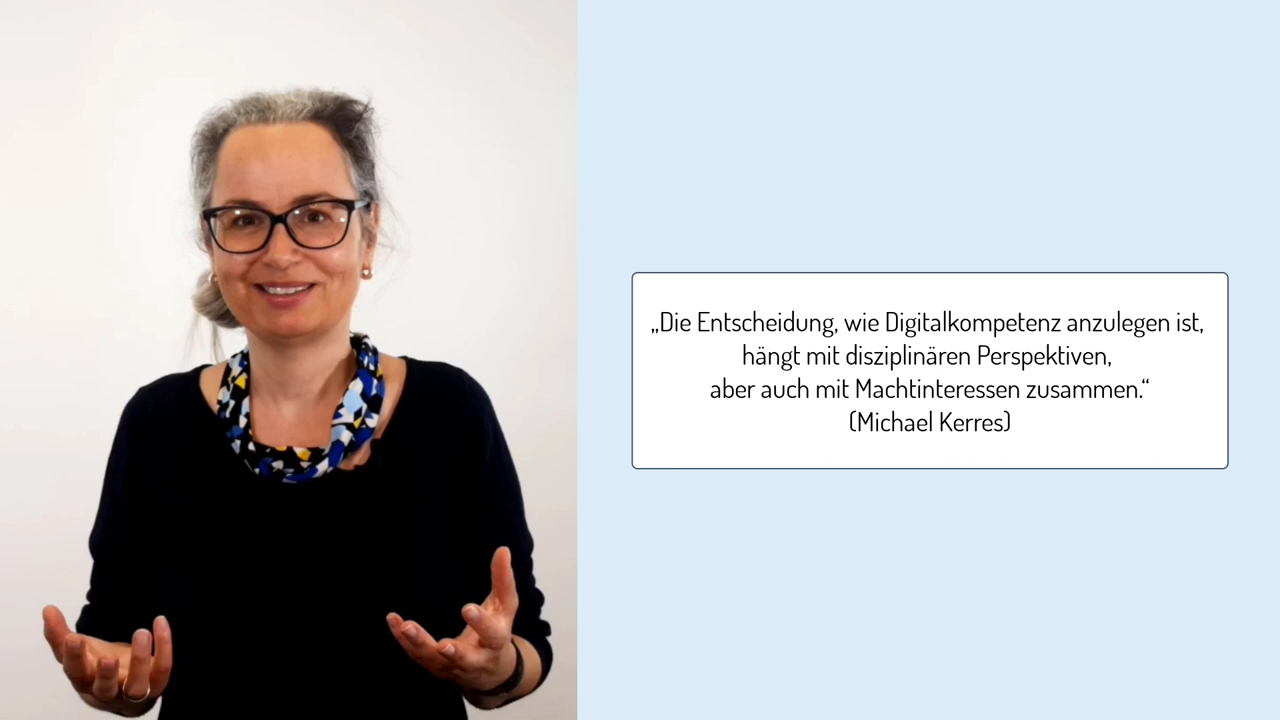 „Die Entscheidung, wie Digitalkompetenz anzulegen ist,
hängt mit disziplinären Perspektiven,
aber auch mit Machtinteressen zusammen.“
(Michael Kerres)